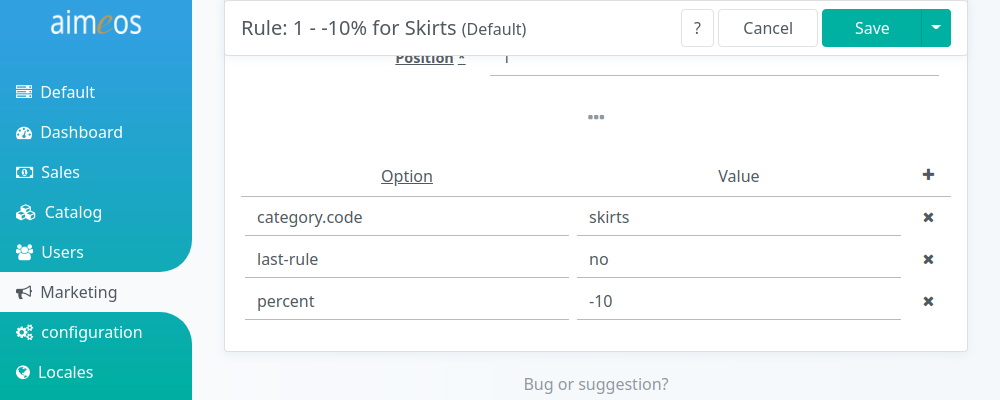 aimeos
Rule: 1 - -10% for Skirts (Default)
?
Cancel
Save
Default
Dashboard
Sales
Catalog
Users
Marketing
configuration
Locales
Position *
1
Option
Value
category.code
skirts
last-rule
no
percent
-10
Bug or suggestion?